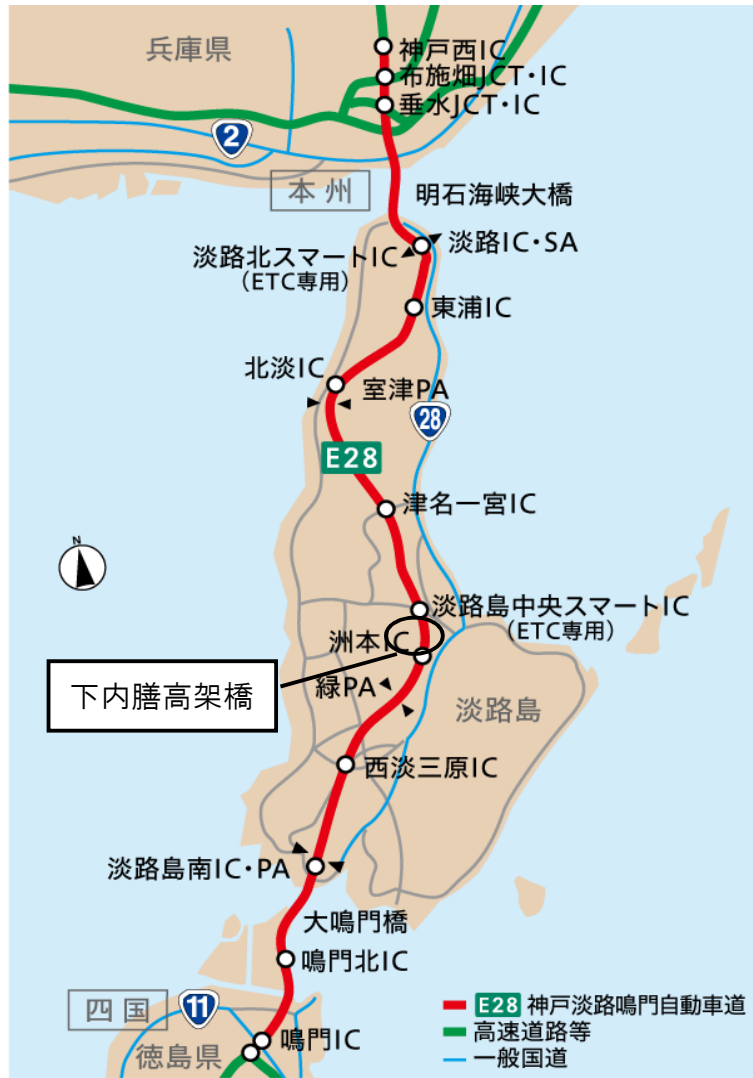 兵庫県
神戸西IC
布施畑JCT・IC
垂水JCT・IC
2
本州
明石海峡大橋
淡路IC・SA
淡路北スマートIC
（ETC専用）
東浦IC
北淡IC
室津PA
28
E28
津名一宮IC
N
淡路島中央スマートIC
（ETC専用）
洲本IC
下内膳高架橋
緑PA
淡路島
西淡三原IC
淡路島南IC・PA
大鳴門橋
鳴門北IC
四国
11
鳴門IC
徳島県
E28 神戸淡路鳴門自動車道
高速道路等
一般国道